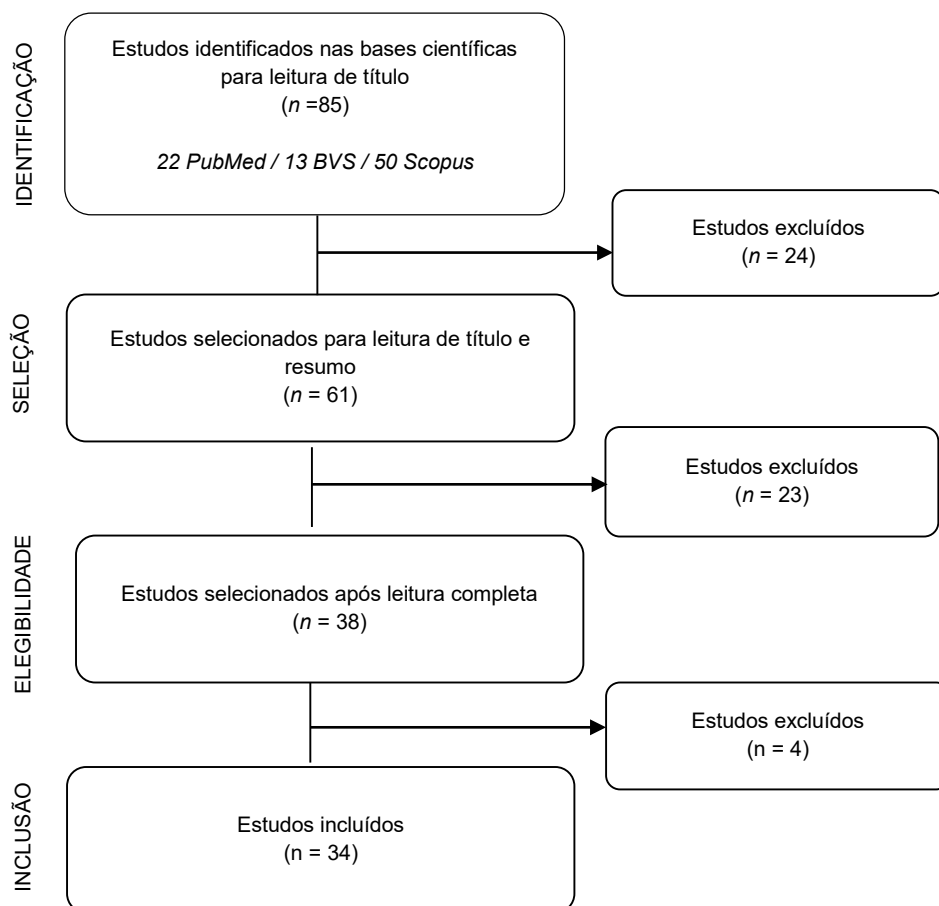 IDENTIFICAÇÃO
Estudos identificados nas bases científicas
para leitura de título
(n =85)
22 PubMed / 13 BVS / 50 Scopus
Estudos excluídos
(n = 24)
SELEÇÃO
Estudos selecionados para leitura de título e
resumo
(n = 61)
Estudos excluídos
(n = 23)
ELEGIBILIDADE
Estudos selecionados após leitura completa
(n = 38)
Estudos excluídos
(n = 4)
INCLUSÃO
Estudos incluídos
(n = 34)